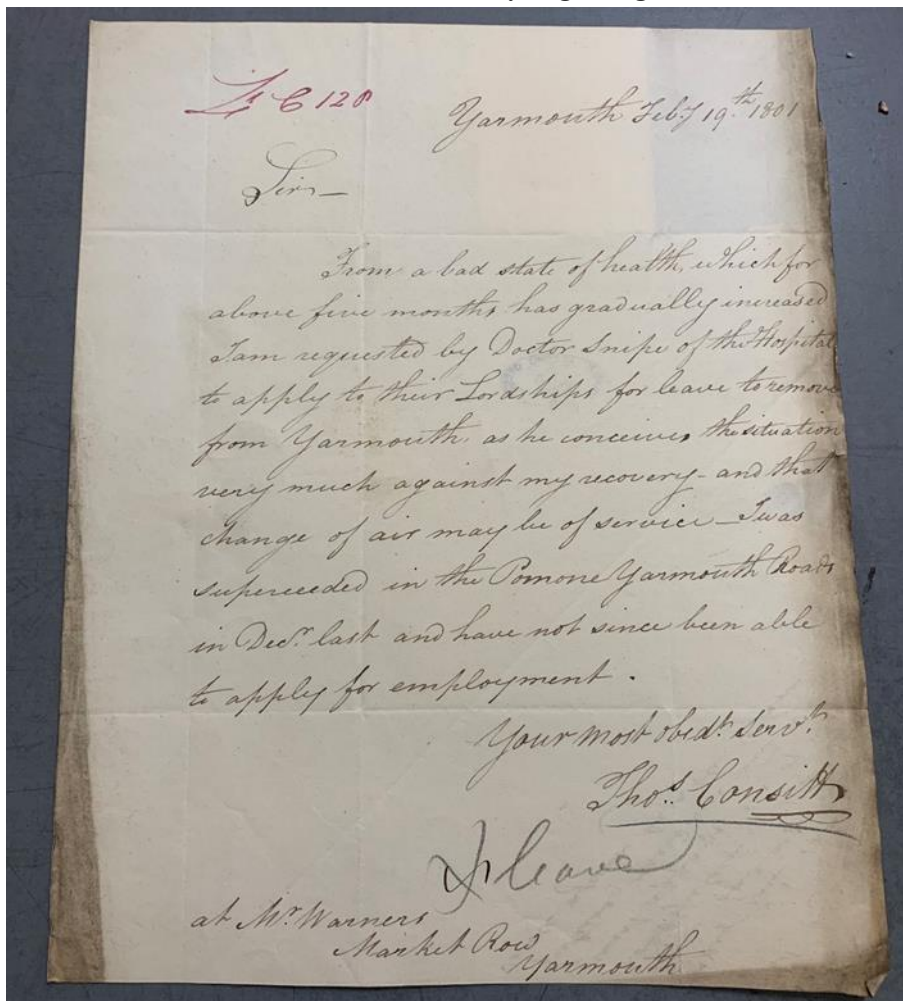 Lt C 128
Yarmouth Feby 19th 1801
Sir—
From a bad state of health, which for
above five months has gradually increased
I am requested by Doctor Snipe of the Hospital
to apply to their Lordships for leave to remove
from Yarmouth, as he conceives the situation
very much against my recovery - and that
change of air may be of service — I was
superceeded in the Pomone Yarmouth Roads
in Decr. last and have not since been able
to apply for employment.
Your most obedt. Servt.
Thos. Consitt
leave
at Mr. Warners
Market Row
Yarmouth